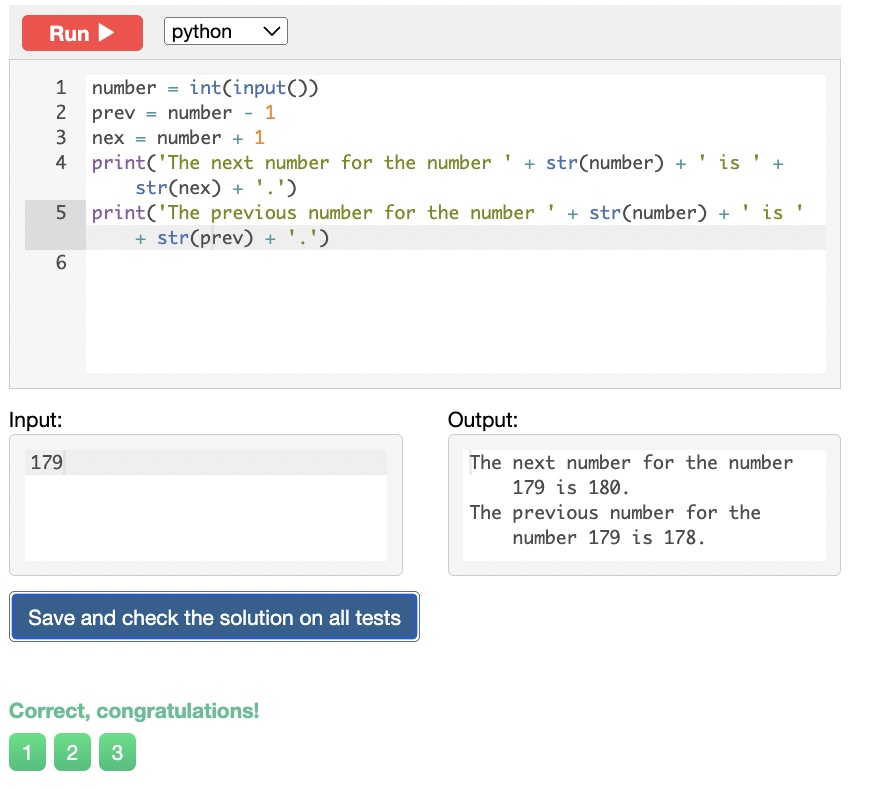 Run
python
1 number = int(input())
2 prev = number - 1
3 nex = number + 1
4 print('The next number for the number ' + str(number) + ' is ' +
str(nex) + '.')
5 print('The previous number for the number ' + str(number) + ' is '
+ str(prev) + '.')
6
Input:
179
Output:
The next number for the number
179 is 180.
The previous number for the
number 179 is 178.
Save and check the solution on all tests
Correct, congratulations!
1 2 3